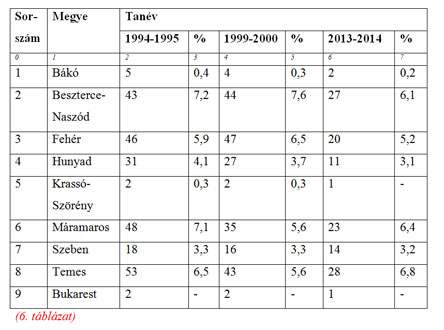 Sor-szám Megye Tanév
1994-1995 % 1999-2000 % 2013-2014 %
0 1 2 3 4 5 6 7
1 Bákó 5 0,4 4 0,3 2 0,2
2 Beszterce-Naszód 43 7,2 44 7,6 27 6,1
3 Fehér 46 5,9 47 6,5 20 5,2
4 Hunyad 31 4,1 27 3,7 11 3,1
5 Krassó-Szörény 2 0,3 2 0,3 1 -
6 Máramaros 48 7,1 35 5,6 23 6,4
7 Szeben 18 3,3 16 3,3 14 3,2
8 Temes 53 6,5 43 5,6 28 6,8
9 Bukarest 2 - 2 - 1 -
(6. táblázat)